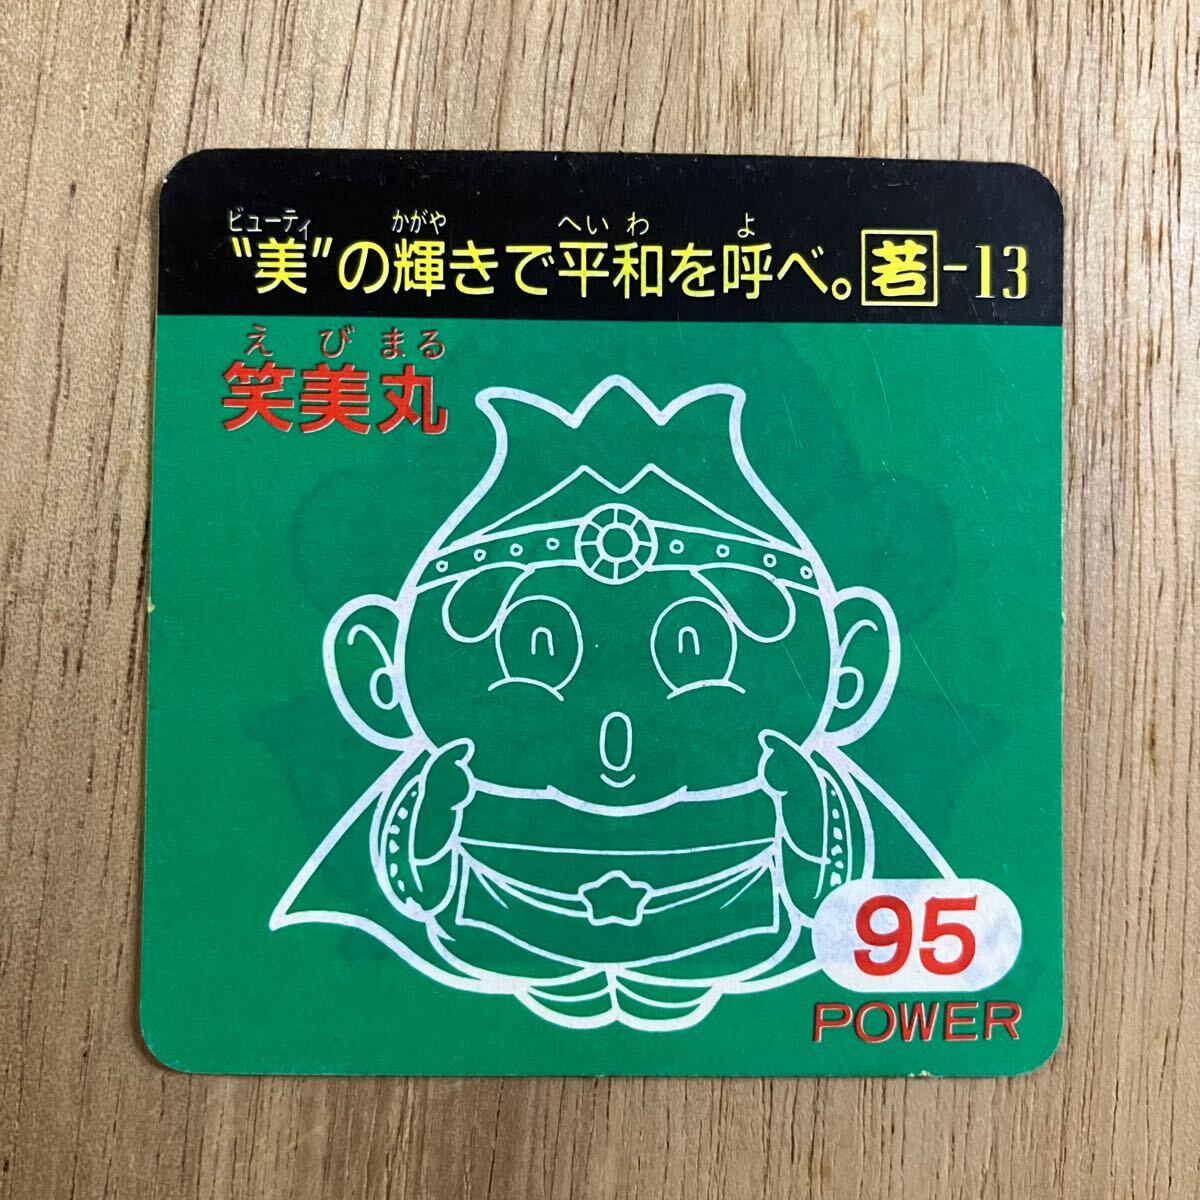 ビューティ かがや へいわ よ
"美"の輝きで平和を呼べ。若-13
えびまる
笑美丸
95
POWER